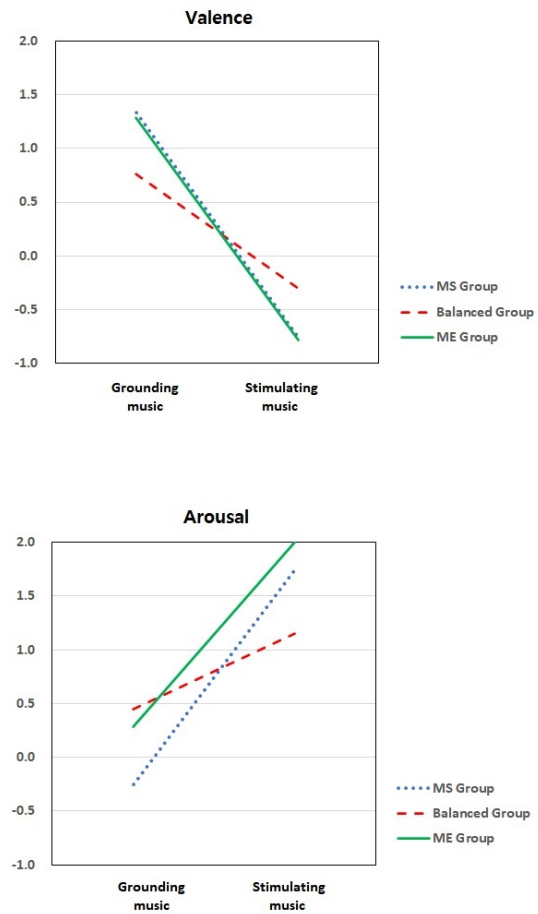 Valence
2.0
1.5
1.0
0.5
0.0
-0.5
-1.0
MS Group
Balanced Group
ME Group
Grounding music
Stimulating music
Arousal
2.0
1.5
1.0
0.5
0.0
-0.5
-1.0
MS Group
Balanced Group
ME Group
Grounding music
Stimulating music